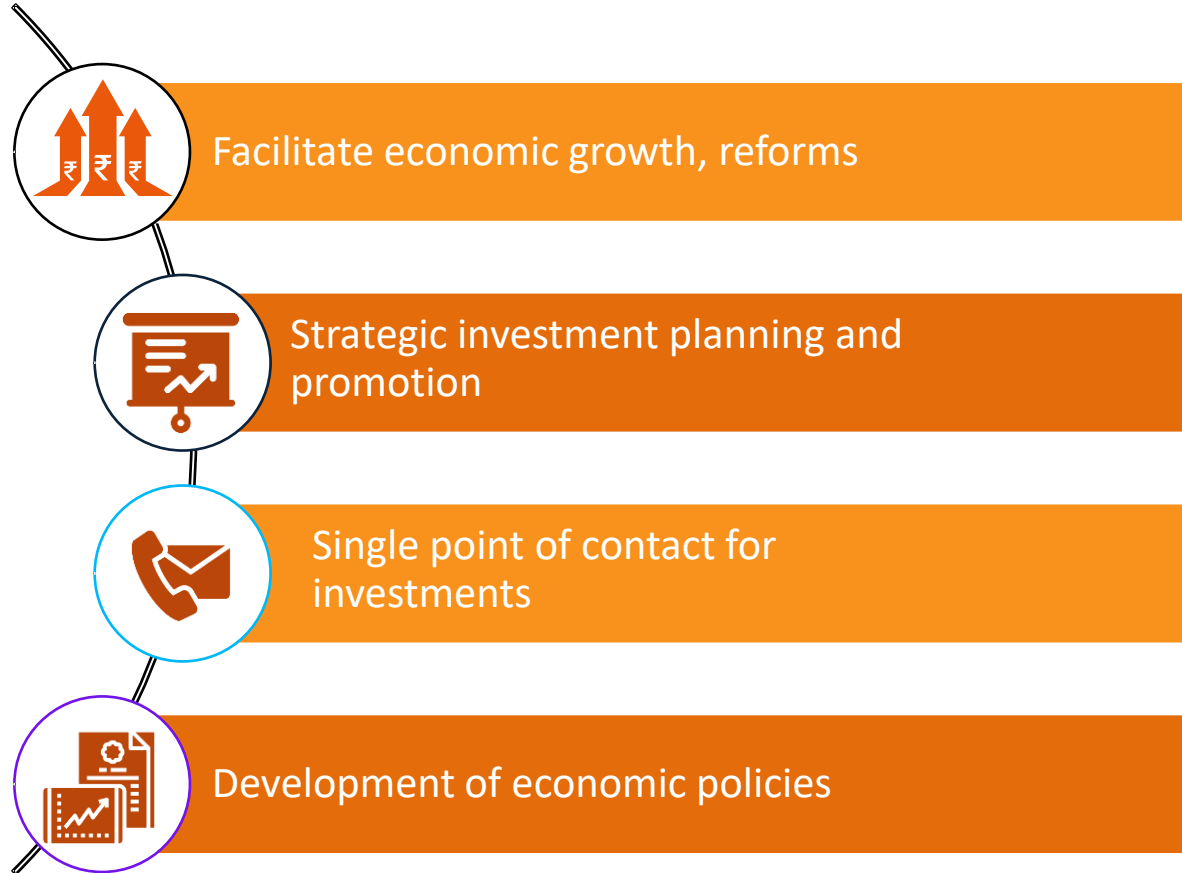 ₹ ₹ ₹
Facilitate economic growth, reforms
Strategic investment planning and
promotion
Single point of contact for
investments
Development of economic policies